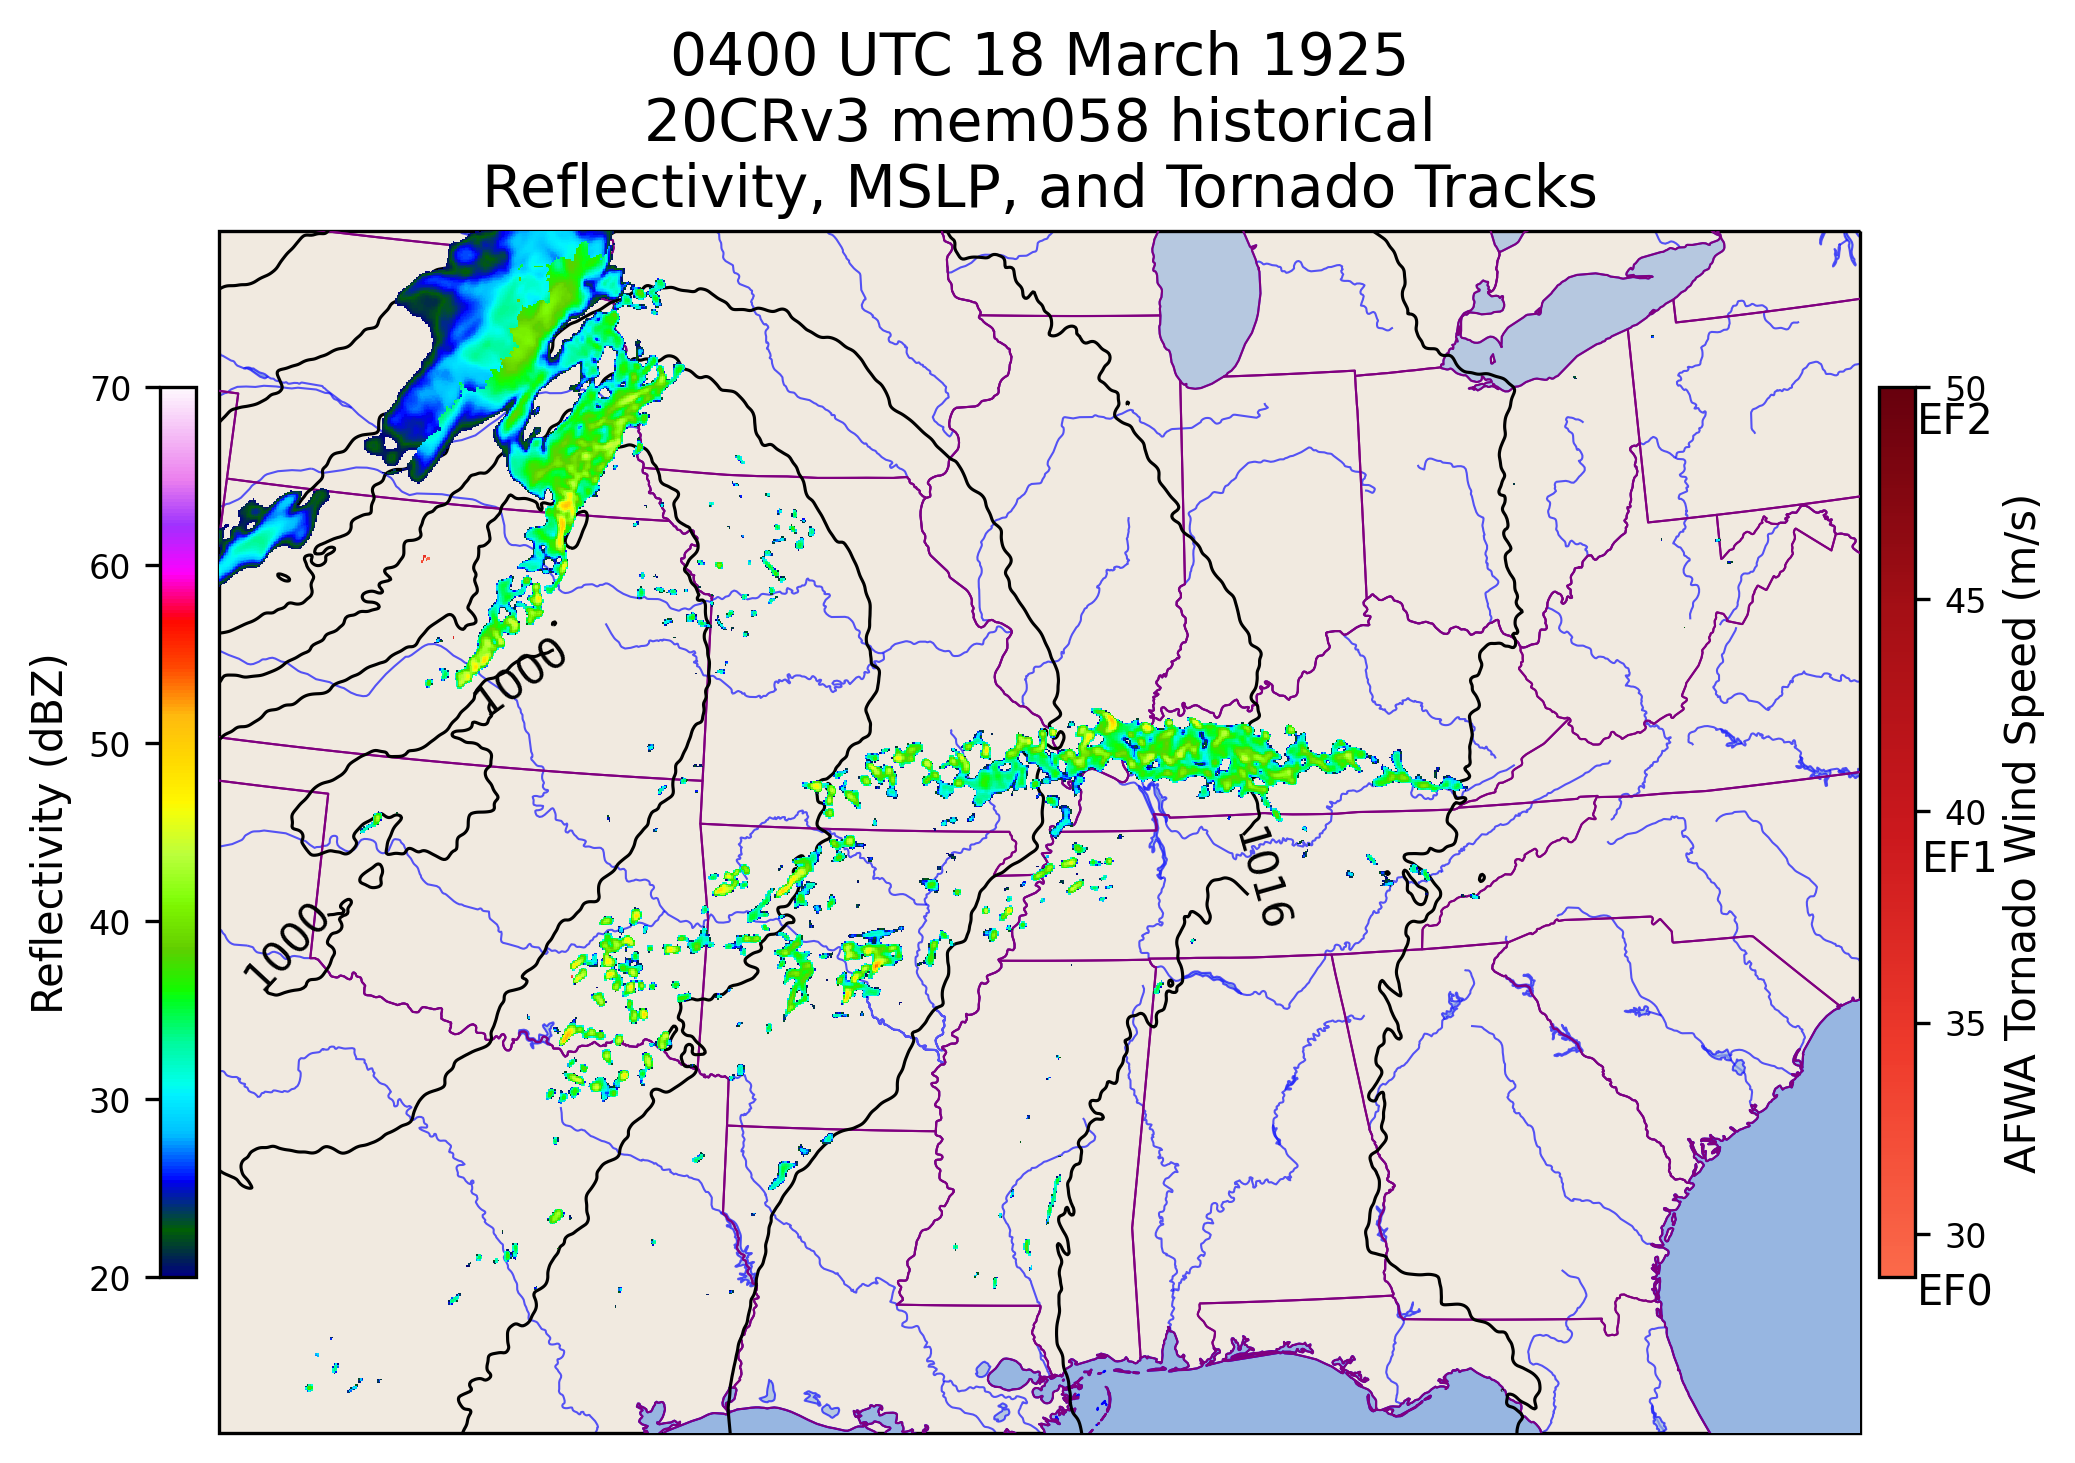 0400 UTC 18 March 1925
20CRv3 mem058 historical
Reflectivity, MSLP, and Tornado Tracks
Reflectivity (dBZ)
70
60
50
40
30
20
1000
1000
1016
50
EF2
45
40
EF1
35
30
EF0
AFWA Tornado Wind Speed (m/s)